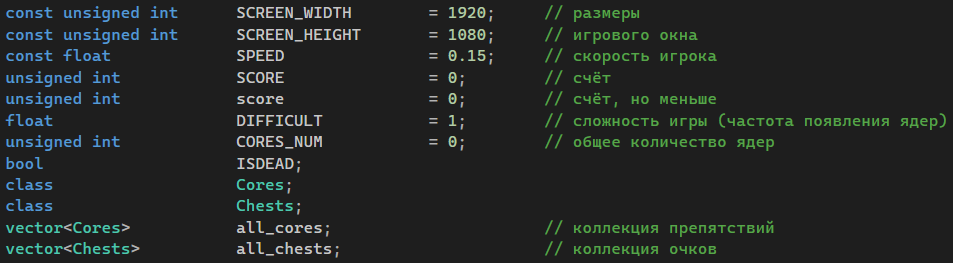 const unsigned int SCREEN_WIDTH = 1920; // размеры
const unsigned int SCREEN_HEIGHT = 1080; // игрового окна
const float SPEED = 0.15; // скорость игрока
unsigned int SCORE = 0; // счёт
unsigned int score = 0; // счёт, но меньше
float DIFFICULT = 1; // сложность игры (частота появления ядер)
unsigned int CORES_NUM = 0; // общее количество ядер
bool ISDEAD;
class Cores;
class Chests;
vector<Cores> all_cores; // коллекция препятствий
vector<Chests> all_chests; // коллекция очков